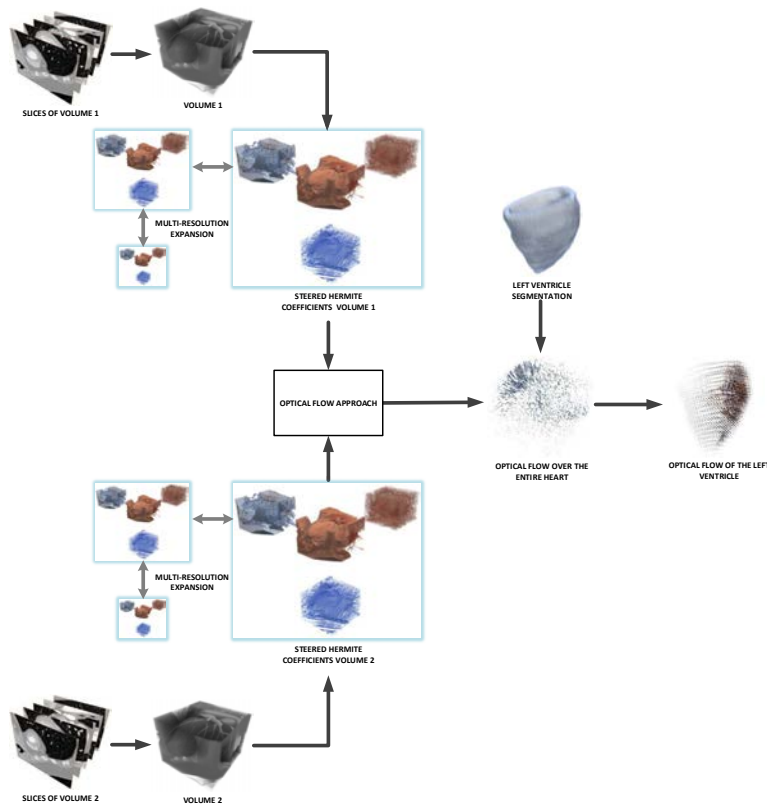 SLICES OF VOLUME 1
VOLUME 1
MULTI-RESOLUTION
EXPANSION
STEERED HERMITE
COEFFICIENTS VOLUME 1
LEFT VENTRICLE
SEGMENTATION
OPTICAL FLOW APPROACH
OPTICAL FLOW OVER THE
ENTIRE HEART
OPTICAL FLOW OF THE LEFT
VENTRICLE
MULTI-RESOLUTION
EXPANSION
STEERED HERMITE
COEFFICIENTS VOLUME 2
SLICES OF VOLUME 2
VOLUME 2